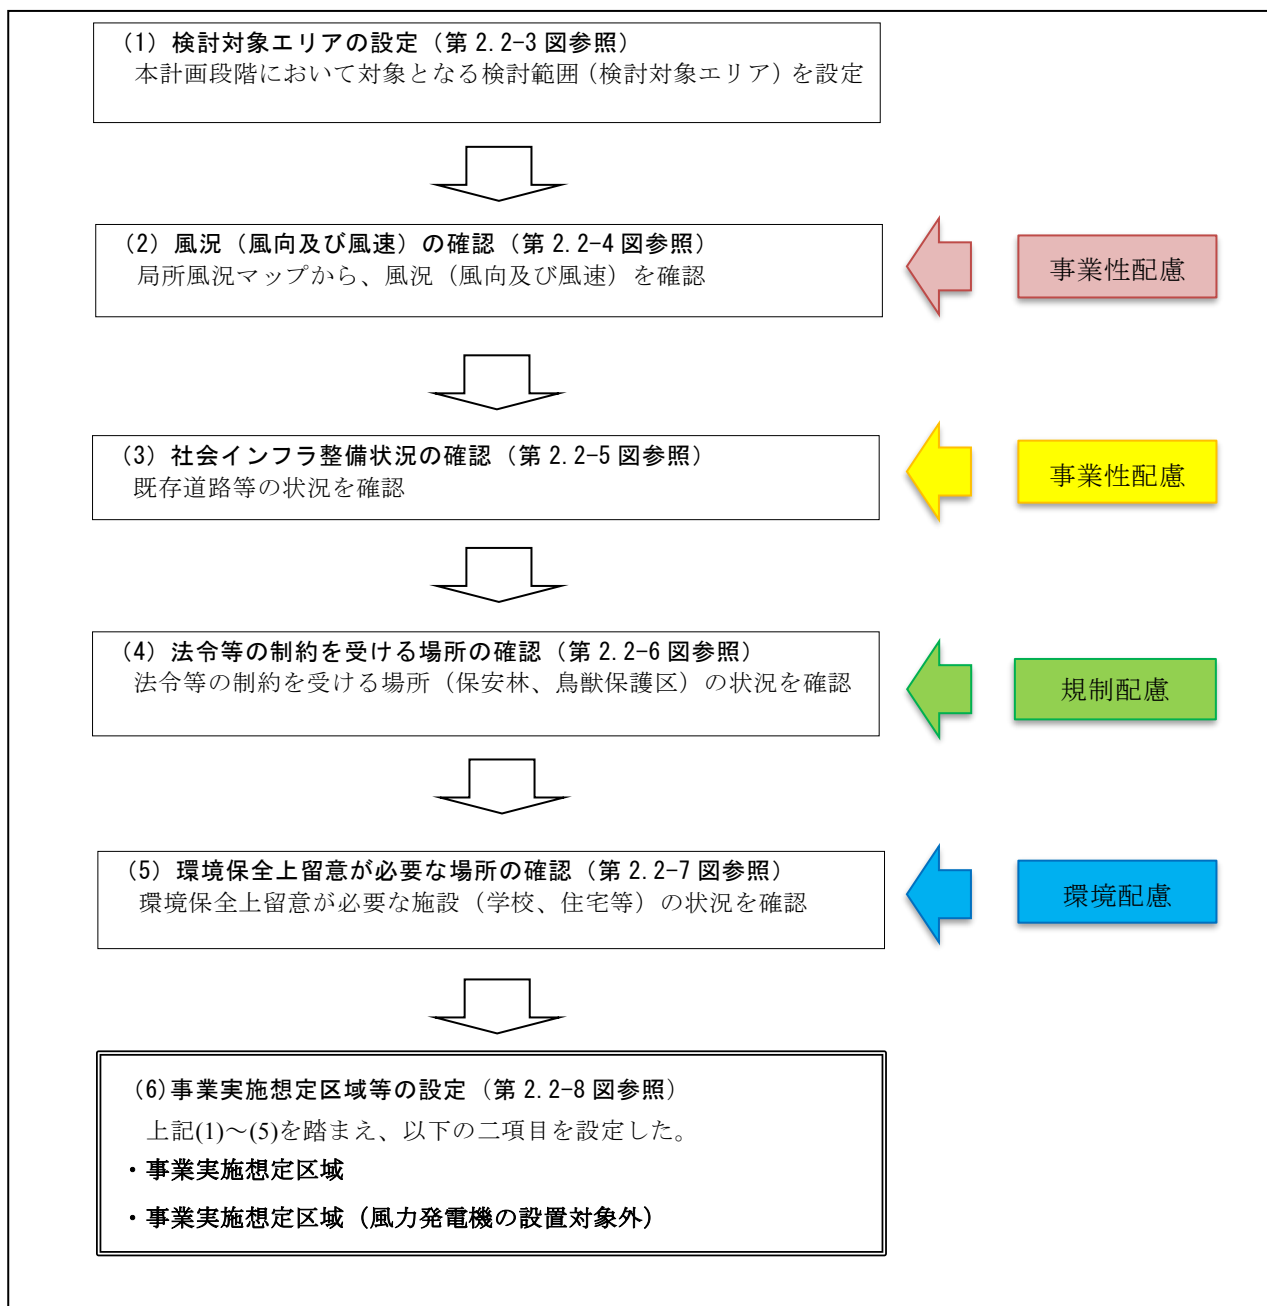 (1) 検討対象エリアの設定（第 2.2-3 図参照）
本計画段階において対象となる検討範囲（検討対象エリア）を設定
(2) 風況（風向及び風速）の確認（第 2.2-4 図参照）
局所風況マップから、風況（風向及び風速）を確認
事業性配慮
(3) 社会インフラ整備状況の確認（第 2.2-5 図参照）
既存道路等の状況を確認
事業性配慮
(4) 法令等の制約を受ける場所の確認（第 2.2-6 図参照）
法令等の制約を受ける場所（保安林、鳥獣保護区）の状況を確認
規制配慮
(5) 環境保全上留意が必要な場所の確認（第 2.2-7 図参照）
環境保全上留意が必要な施設（学校、住宅等）の状況を確認
環境配慮
(6)事業実施想定区域等の設定（第 2.2-8 図参照）
上記(1)～(5)を踏まえ、以下の二項目を設定した。
・事業実施想定区域
・事業実施想定区域（風力発電機の設置対象外）